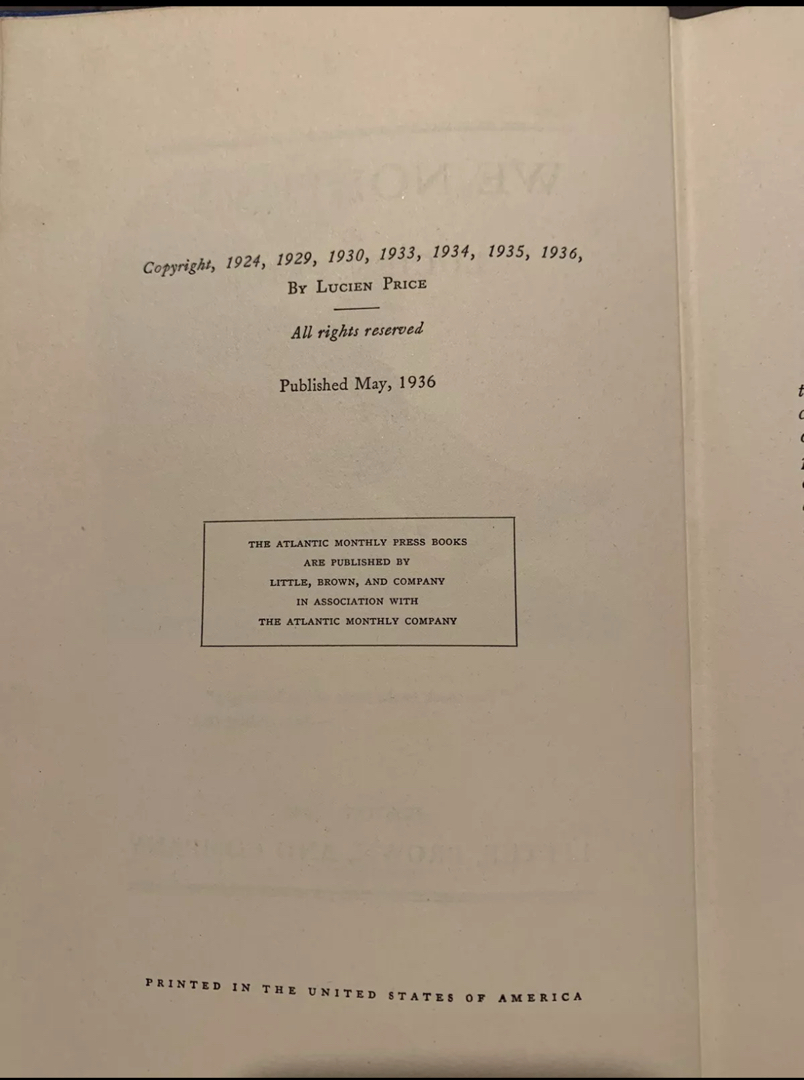 Copyright, 1924, 1929, 1930, 1933, 1934, 1935, 1936,
By Lucien Price
All rights reserved
Published May, 1936
THE ATLANTIC MONTHLY PRESS BOOKS
ARE PUBLISHED BY
LITTLE, BROWN, AND COMPANY
IN ASSOCIATION WITH
THE ATLANTIC MONTHLY COMPANY
PRINTED IN THE UNITED STATES OF AMERICA